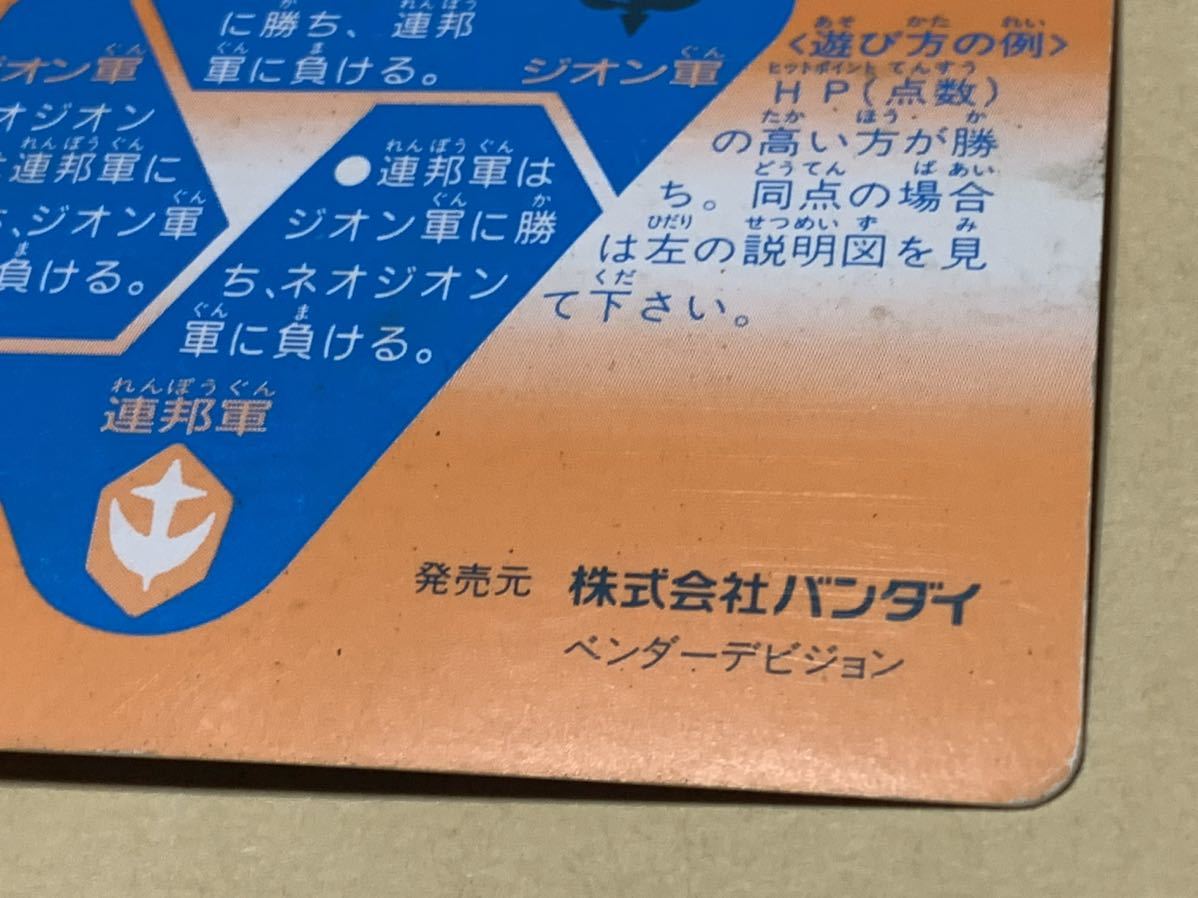 に勝ち、連邦
軍に負ける。
ジオン軍
オン軍
オジオン
連邦軍に
、ジオン軍
負ける。
●連邦軍は
ジオン軍に勝
ち、ネオジオン
軍に負ける。
連邦軍
<遊び方の例>
HP(点数)
の高い方が勝
ち。同点の場合
は左の説明図を見
て下さい。
発売元 株式会社バンダイ
ベンダーデビジョン